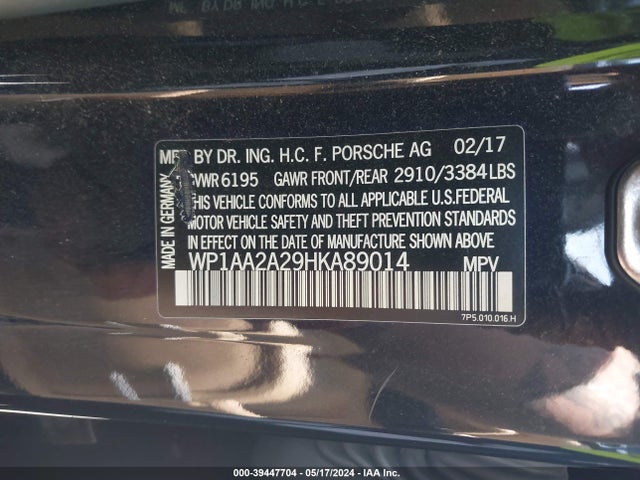 MADE IN GERMANY
MFD BY DR. ING. H.C. F. PORSCHE AG 02/17
GVWR 6195 GAWR FRONT/REAR 2910/3384LBS
THIS VEHICLE CONFORMS TO ALL APPLICABLE U.S.FEDERAL
MOTOR VEHICLE SAFETY AND THEFT PREVENTION STANDARDS
IN EFFECT ON THE DATE OF MANUFACTURE SHOWN ABOVE
WP1AA2A29HKA89014 MPV
7P5.010.016.H
000-39447704 - 05/17/2024 - IAA Inc.